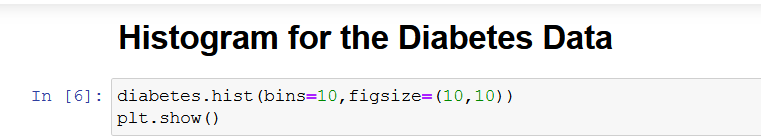 Histogram for the Diabetes Data
In [6]: diabetes.hist(bins=10,figsize=(10,10))
plt.show()